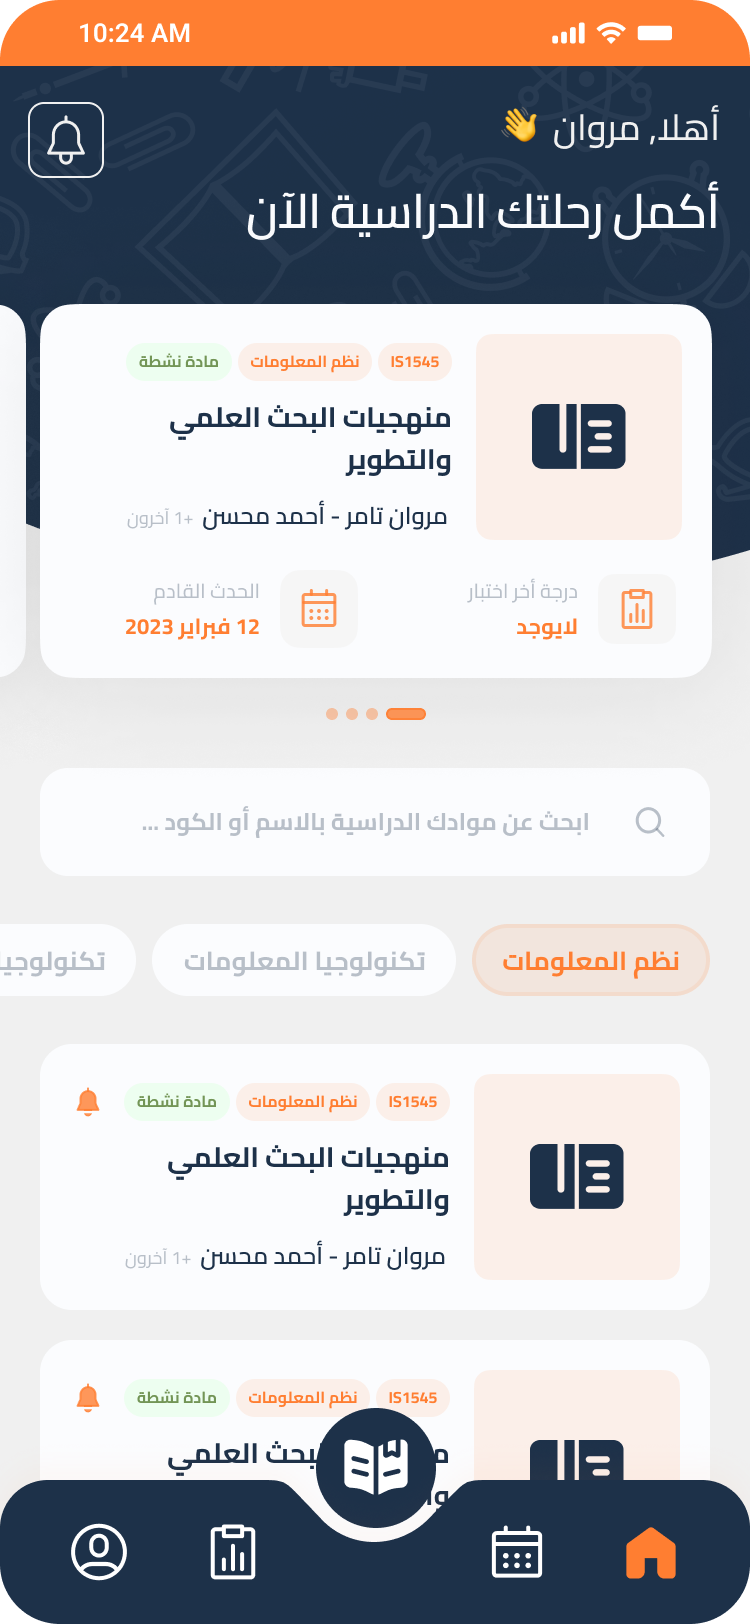 10:24 AM
أهلا, مروان 👋
أكمل رحلتك الدراسية الآن
IS1545
نظم المعلومات
مادة نشطة
منهجيات البحث العلمي
والتطوير
مروان تامر - أحمد محسن +1 آخرون
درجة أخر اختبار
لايوجد
الحدث القادم
12 فبراير 2023
ابحث عن موادك الدراسية بالاسم أو الكود ...
نظم المعلومات
تكنولوجيا المعلومات
تكنولوجيا
IS1545
نظم المعلومات
مادة نشطة
منهجيات البحث العلمي
والتطوير
مروان تامر - أحمد محسن +1 آخرون
IS1545
نظم المعلومات
مادة نشطة
البحث العلمي